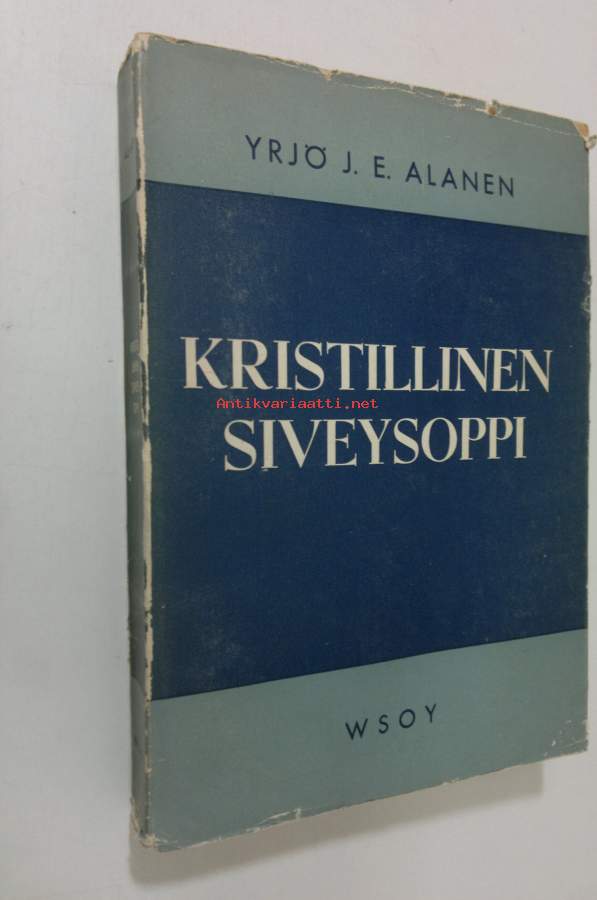 YRJÖ J. E. ALANEN
KRISTILLINEN
Antikvariaatti.net
SIVEYSOPPI
WSOY